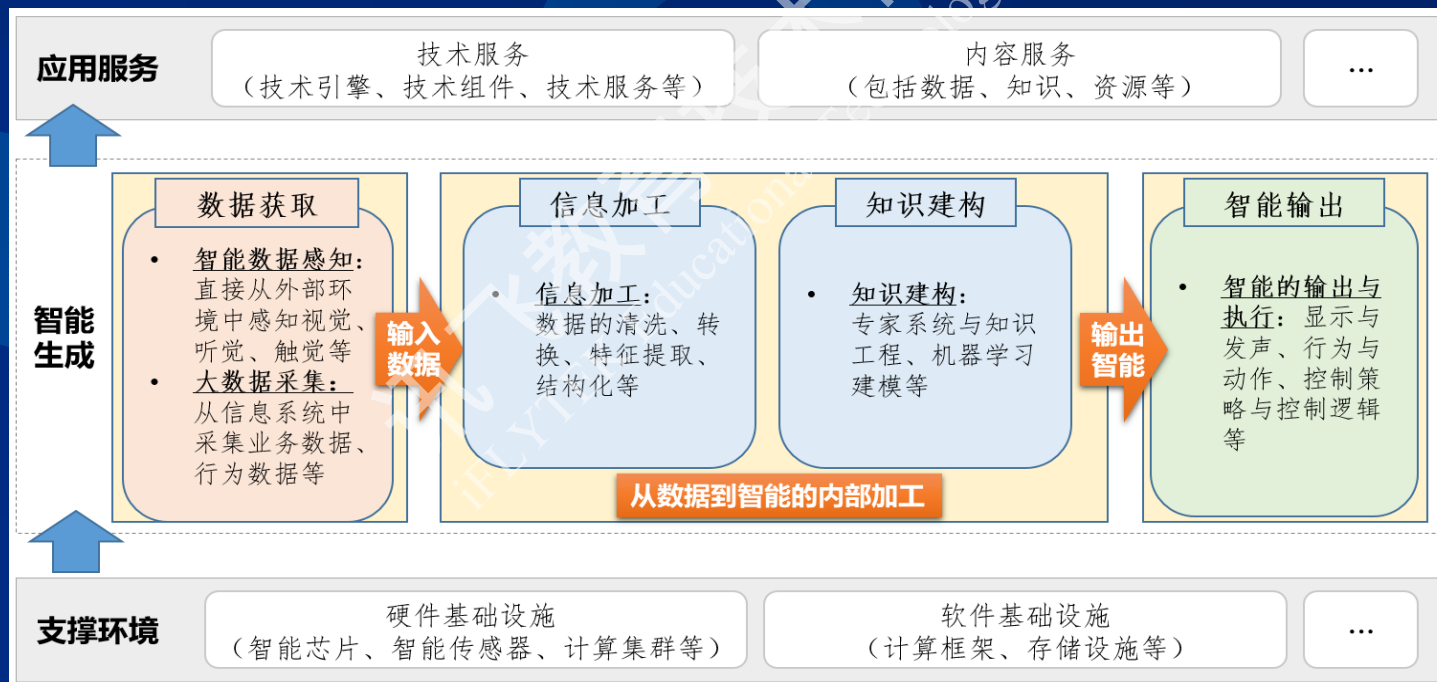 应用服务
技术服务
（技术引擎、技术组件、技术服务等）
内容服务
（包括数据、知识、资源等）
...
智能
生成
数据获取
• 智能数据感知：
直接从外部环
境中感知视觉、
听觉、触觉等
• 大数据采集：
从信息系统中
采集业务数据、
行为数据等
输入
数据
信息加工
• 信息加工：
数据的清洗、转
换、特征提取、
结构化等
知识建构
• 知识建构：
专家系统与知识
工程、机器学习
建模等
从数据到智能的内部加工
输出
智能
智能输出
• 智能的输出与
执行：显示与
发声、行为与
动作、控制策
略与控制逻辑
等
支撑环境
硬件基础设施
（智能芯片、智能传感器、计算集群等）
软件基础设施
（计算框架、存储设施等）
...
讯飞教育技术
iFLYTEK Educational